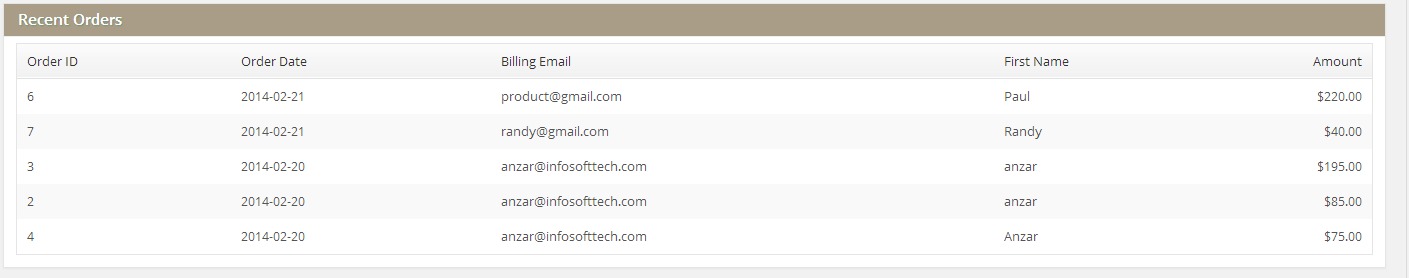 Recent Orders
Order ID Order Date Billing Email First Name Amount
6 2014-02-21 product@gmail.com Paul $220.00
7 2014-02-21 randy@gmail.com Randy $40.00
3 2014-02-20 anzar@infosofttech.com anzar $195.00
2 2014-02-20 anzar@infosofttech.com anzar $85.00
4 2014-02-20 anzar@infosofttech.com Anzar $75.00